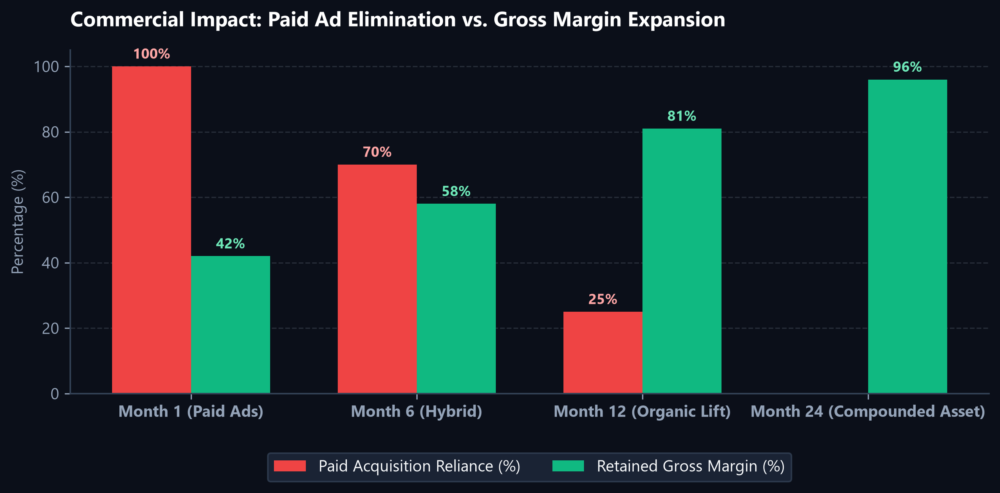 Commercial Impact: Paid Ad Elimination vs. Gross Margin Expansion
Percentage (%)
100
80
60
40
20
0
100%
42%
70%
58%
25%
81%
96%
Month 1 (Paid Ads)
Month 6 (Hybrid)
Month 12 (Organic Lift)
Month 24 (Compounded Asset)
Paid Acquisition Reliance (%)
Retained Gross Margin (%)